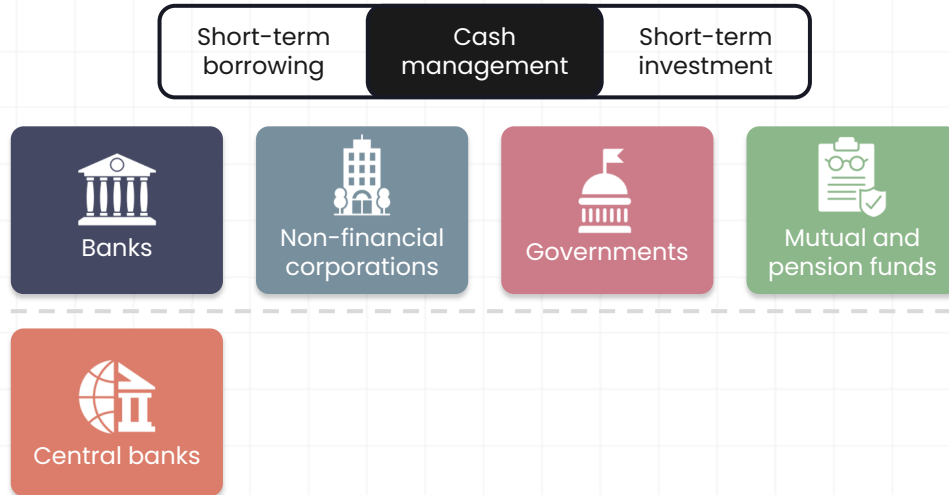 Short-term
borrowing
Cash
management
Short-term
investment
Banks
Non-financial
corporations
Governments
Mutual and
pension funds
Central banks